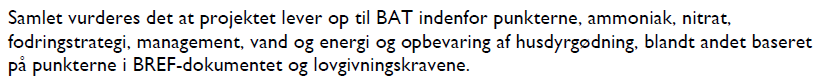 Samlet vurderes det at projektet lever op til BAT indenfor punkterne, ammoniak, nitrat,
fodringstrategi, management, vand og energi og opbevaring af husdyrgødning, blandt andet baseret
på punkterne i BREF-dokumentet og lovgivningskravene.